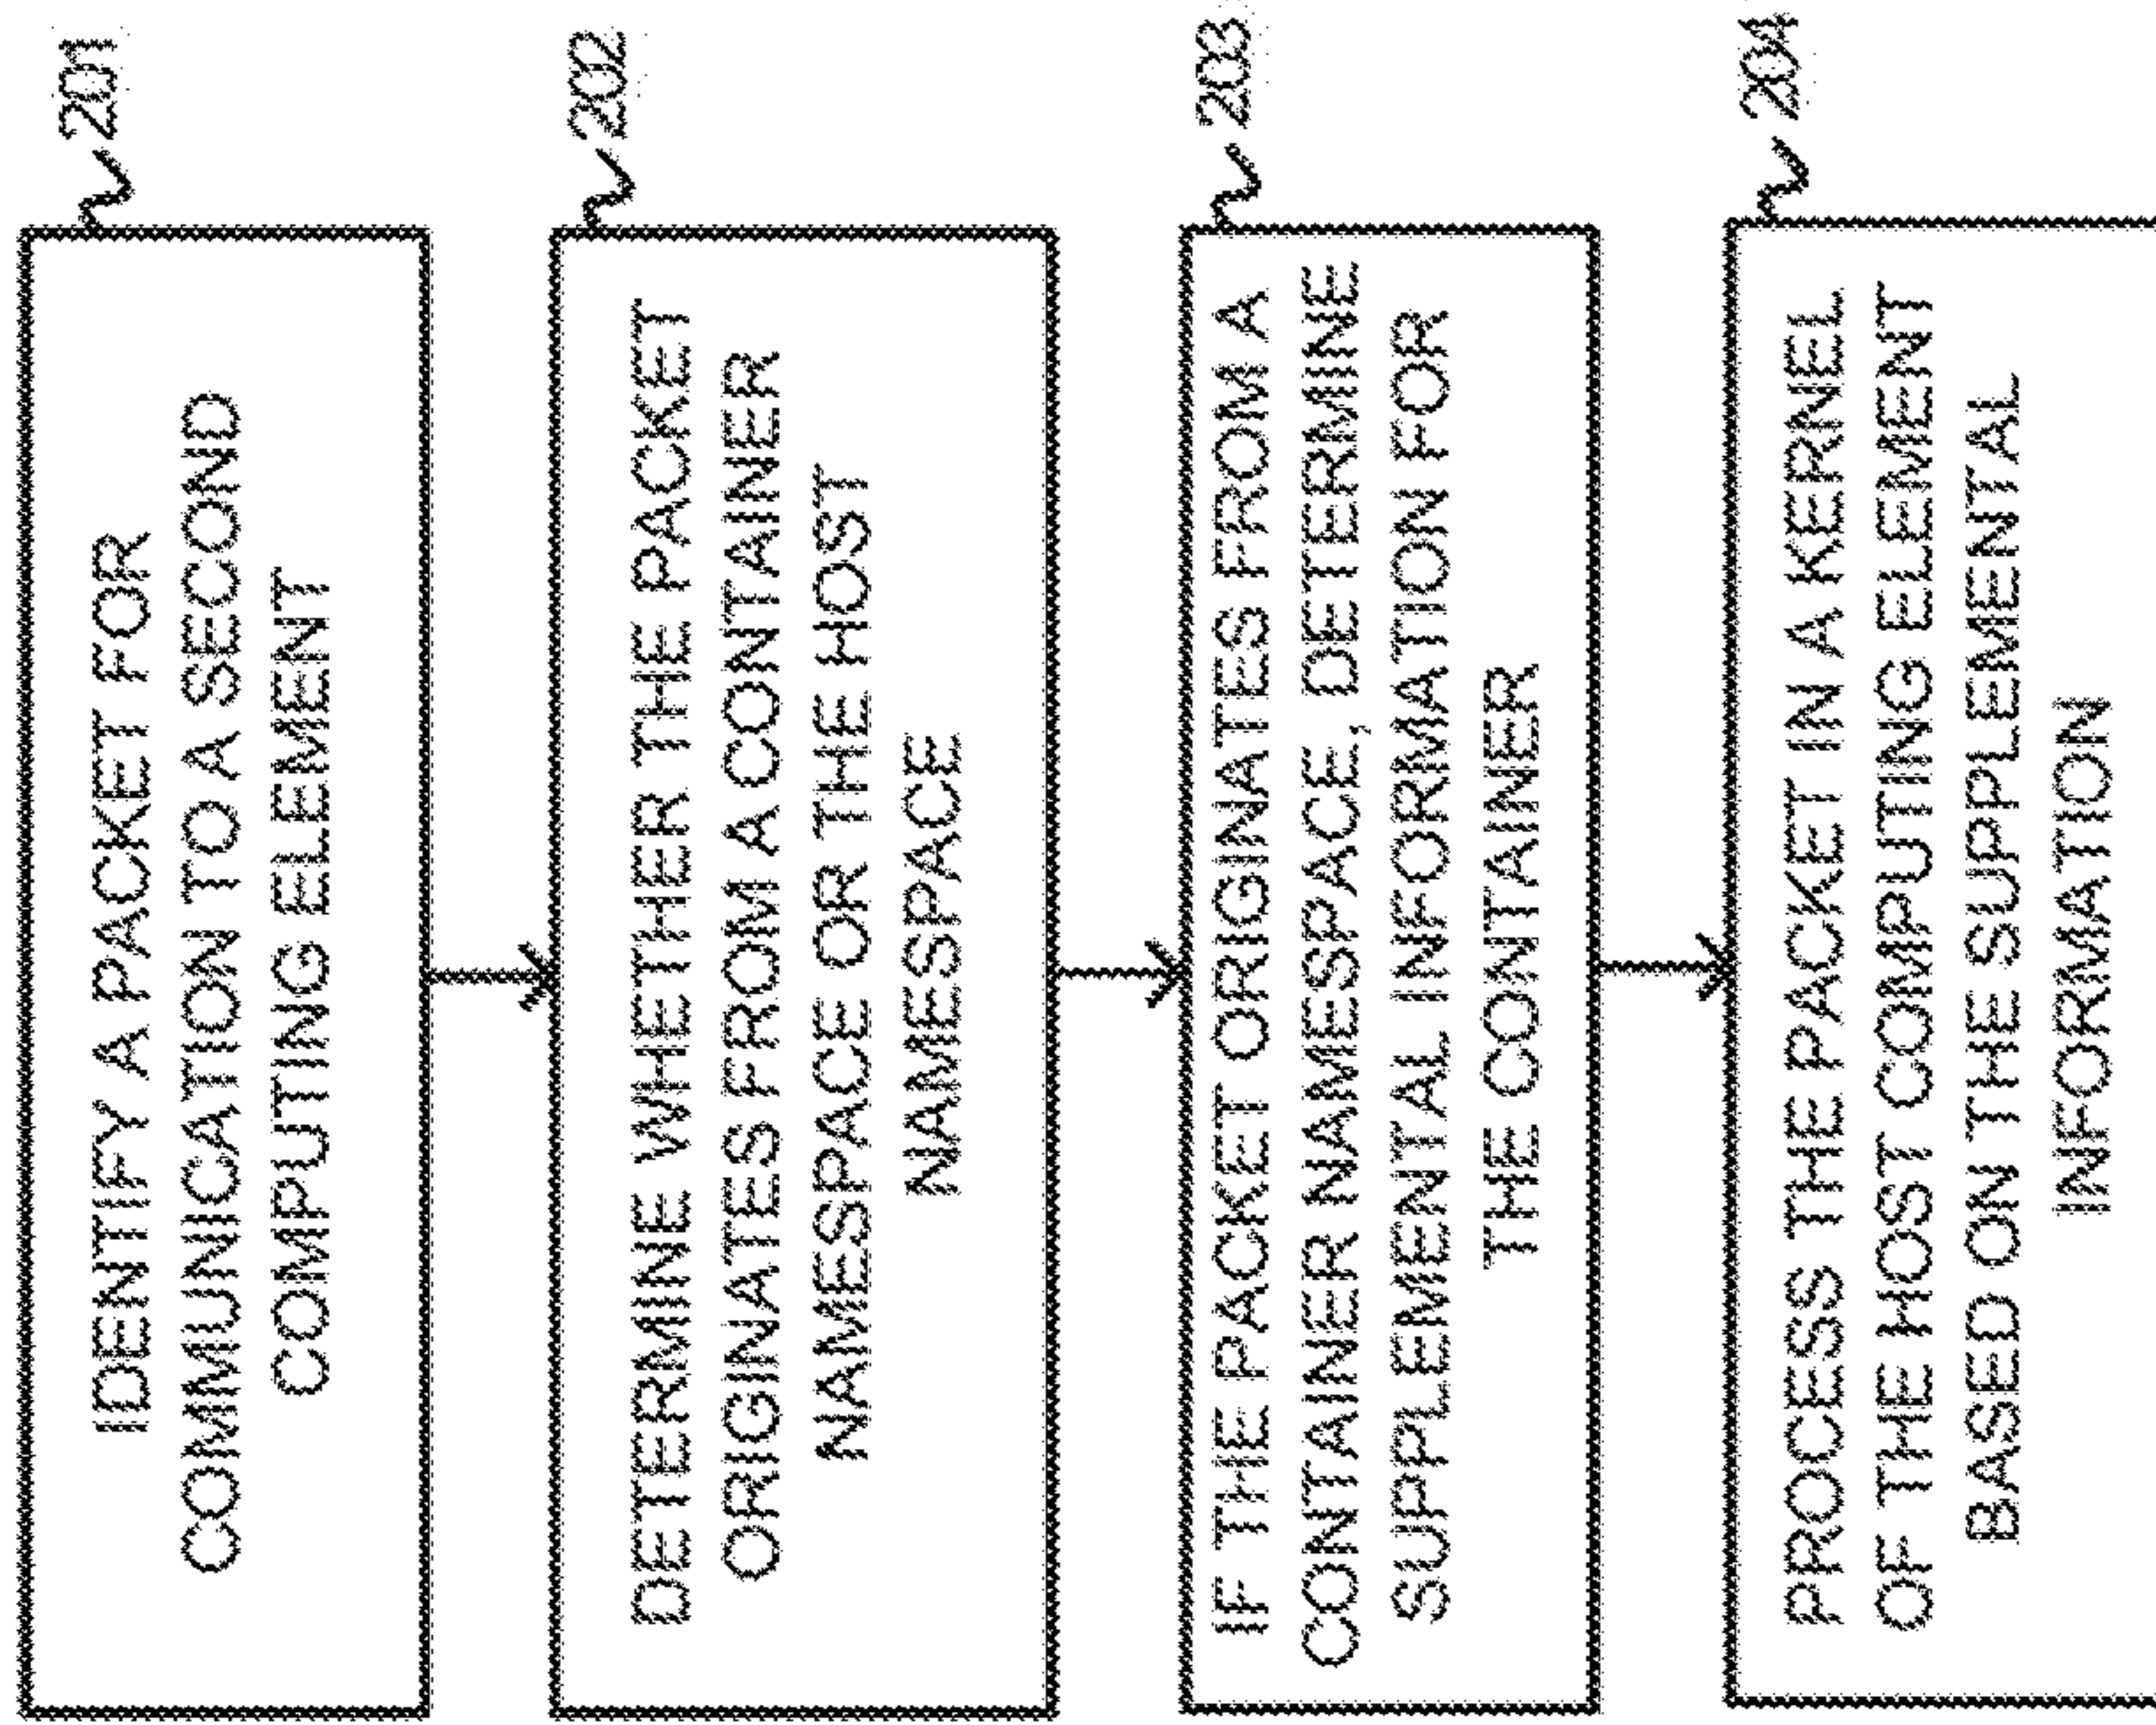 201
IDENTIFY A PACKET FOR
COMMUNICATION TO A SECOND
COMPUTING ELEMENT
202
DETERMINE WHETHER THE PACKET
ORIGINATES FROM A CONTAINER
NAMESPACE OR THE HOST
NAMESPACE
203
IF THE PACKET ORIGINATES FROM A
CONTAINER NAMESPACE, DETERMINE
SUPPLEMENTAL INFORMATION FOR
THE CONTAINER
204
PROCESS THE PACKET IN A KERNEL
OF THE HOST COMPUTING ELEMENT
BASED ON THE SUPPLEMENTAL
INFORMATION